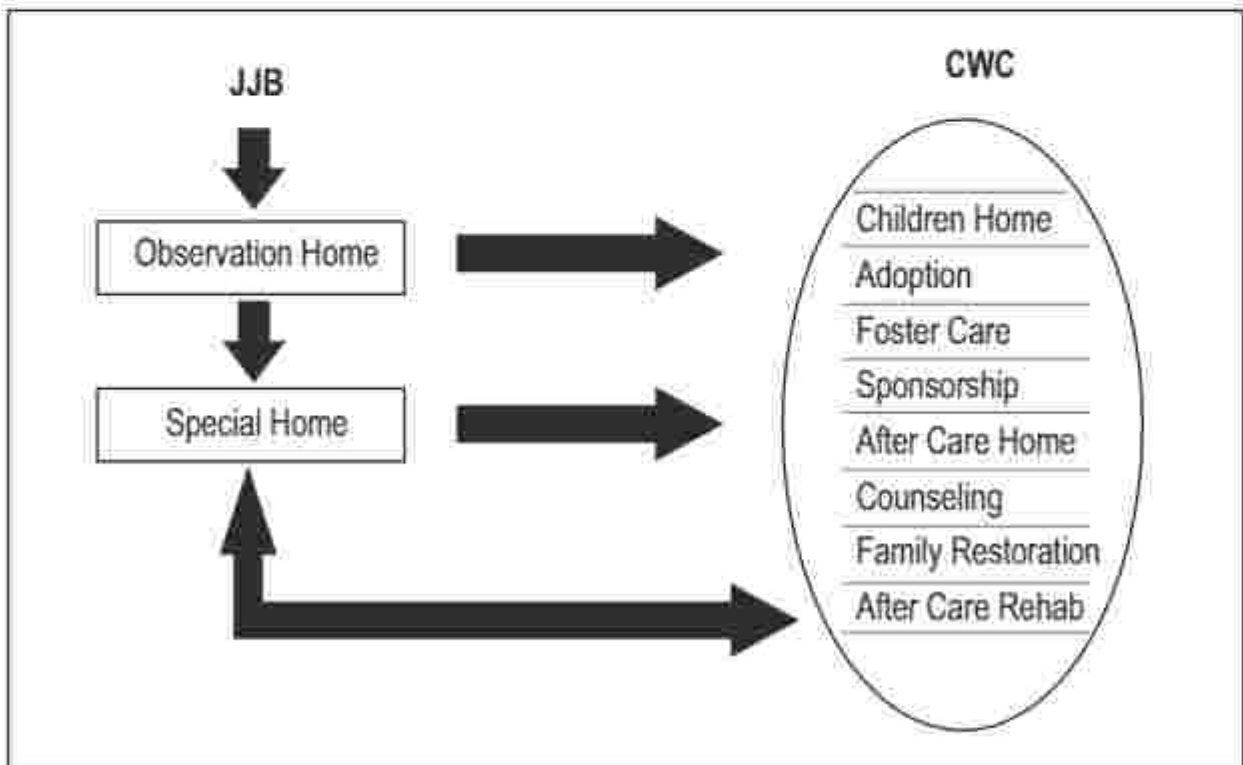 JJB
Observation Home
Special Home
CWC
Children Home
Adoption
Foster Care
Sponsorship
After Care Home
Counseling
Family Restoration
After Care Rehab